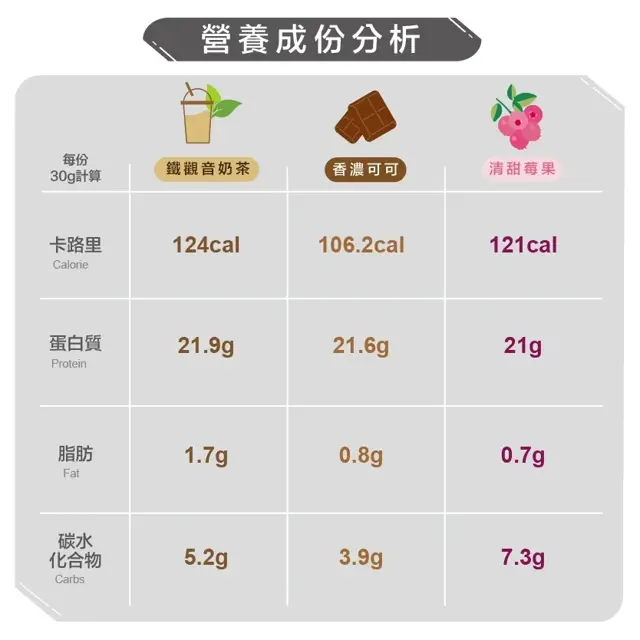 營養成份分析
每份
30g計算
鐵觀音奶茶
香濃可可
清甜莓果
卡路里
Calorie
124cal
106.2cal
121cal
蛋白質
Protein
21.9g
21.6g
21g
脂肪
Fat
1.7g
0.8g
0.7g
碳水
化合物
Carbs
5.2g
3.9g
7.3g